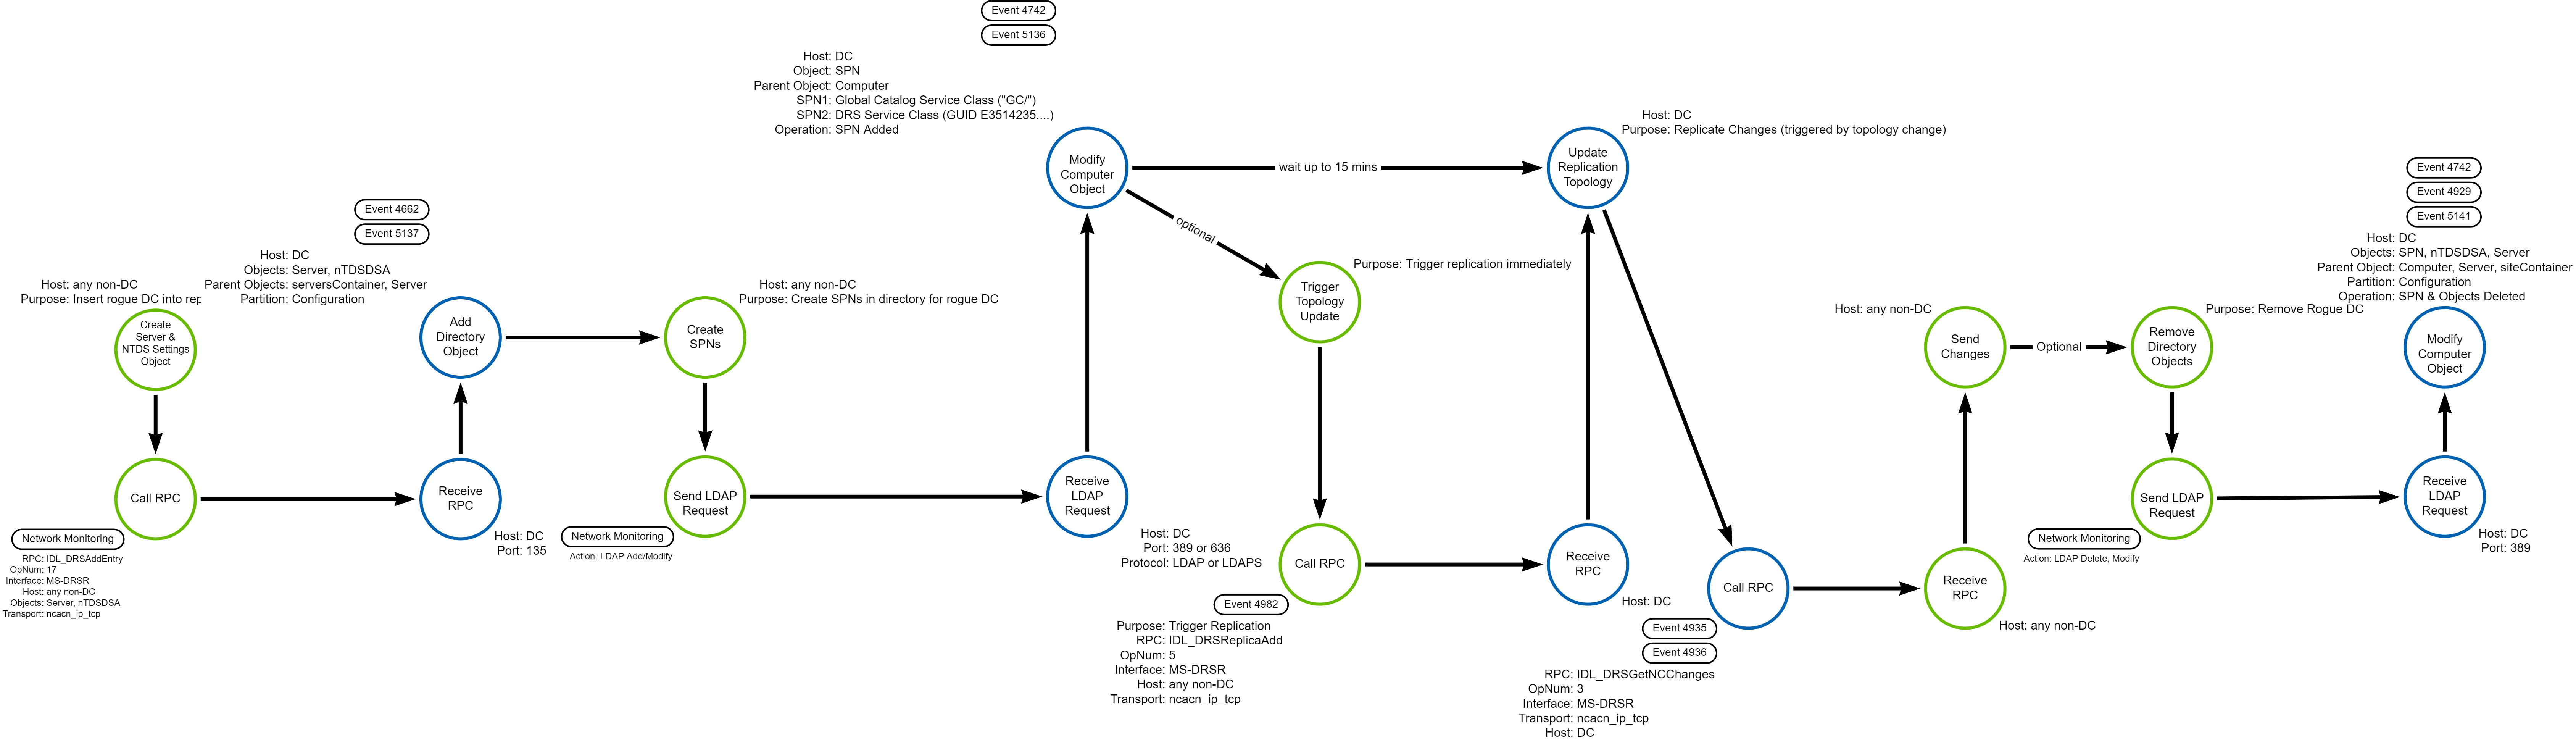 Host: any non-DC
Purpose: Insert rogue DC into rep
Create
Server &
NTDS Settings
Object
Call RPC
Network Monitoring
RPC: IDL_DRSAddEntry
OpNum: 17
Interface: MS-DRSR
Host: any non-DC
Objects: Server, nTDSDSA
Transport: ncacn_ip_tcp
Event 4662
Event 5137
Host: DC
Objects: Server, nTDSDSA
Parent Objects: serversContainer, Server
Partition: Configuration
Add
Directory
Object
Receive
RPC
Host: DC
Port: 135
Host: any non-DC
Purpose: Create SPNs in directory for rogue DC
Create
SPNs
Send LDAP
Request
Network Monitoring
Action: LDAP Add/Modify
Event 4742
Event 5136
Host: DC
Object: SPN
Parent Object: Computer
SPN1: Global Catalog Service Class ("GC/")
SPN2: DRS Service Class (GUID E3514235....)
Operation: SPN Added
Modify
Computer
Object
Receive
LDAP
Request
Host: DC
Port: 389 or 636
Protocol: LDAP or LDAPS
wait up to 15 mins
optional
Purpose: Trigger replication immediately
Trigger
Topology
Update
Call RPC
Event 4982
Purpose: Trigger Replication
RPC: IDL_DRSReplicaAdd
OpNum: 5
Interface: MS-DRSR
Host: any non-DC
Transport: ncacn_ip_tcp
Host: DC
Purpose: Replicate Changes (triggered by topology change)
Update
Replication
Topology
Receive
RPC
Host: DC
Call RPC
Event 4935
Event 4936
RPC: IDL_DRSGetNCChanges
OpNum: 3
Interface: MS-DRSR
Transport: ncacn_ip_tcp
Host: DC
Host: any non-DC
Send
Changes
Receive
RPC
Host: any non-DC
Optional
Purpose: Remove Rogue DC
Remove
Directory
Objects
Send LDAP
Request
Network Monitoring
Action: LDAP Delete, Modify
Event 4742
Event 4929
Event 5141
Host: DC
Objects: SPN, nTDSDSA, Server
Parent Object: Computer, Server, siteContainer
Partition: Configuration
Operation: SPN & Objects Deleted
Modify
Computer
Object
Receive
LDAP
Request
Host: DC
Port: 389